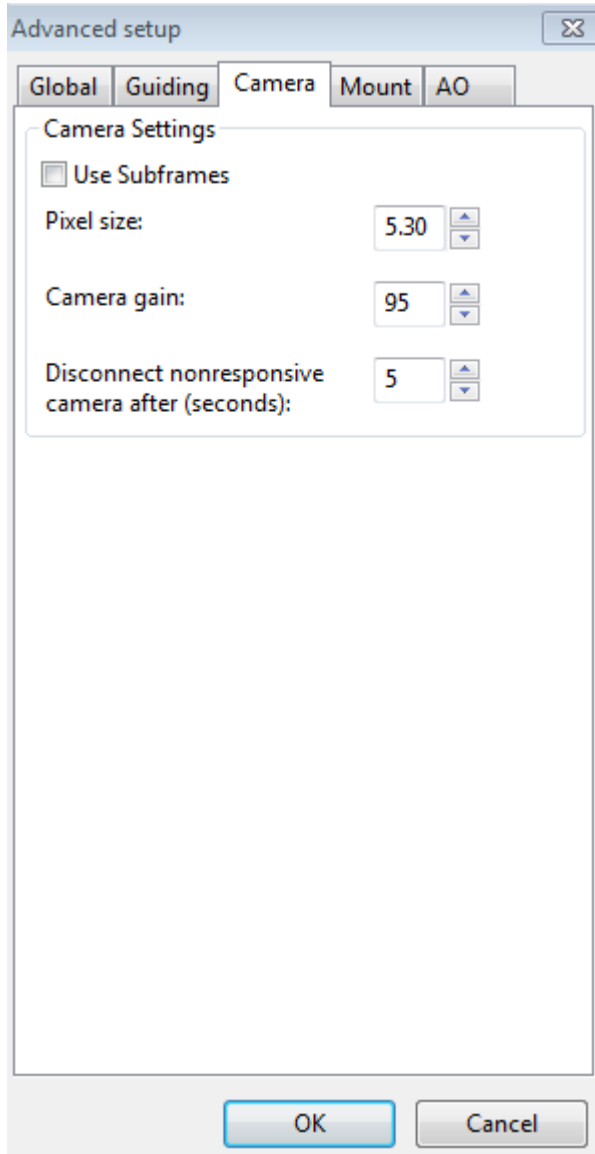 Advanced setup
Global Guiding Camera Mount AO
Camera Settings
Use Subframes
Pixel size: 5.30
Camera gain: 95
Disconnect nonresponsive 5
camera after (seconds):
OK Cancel